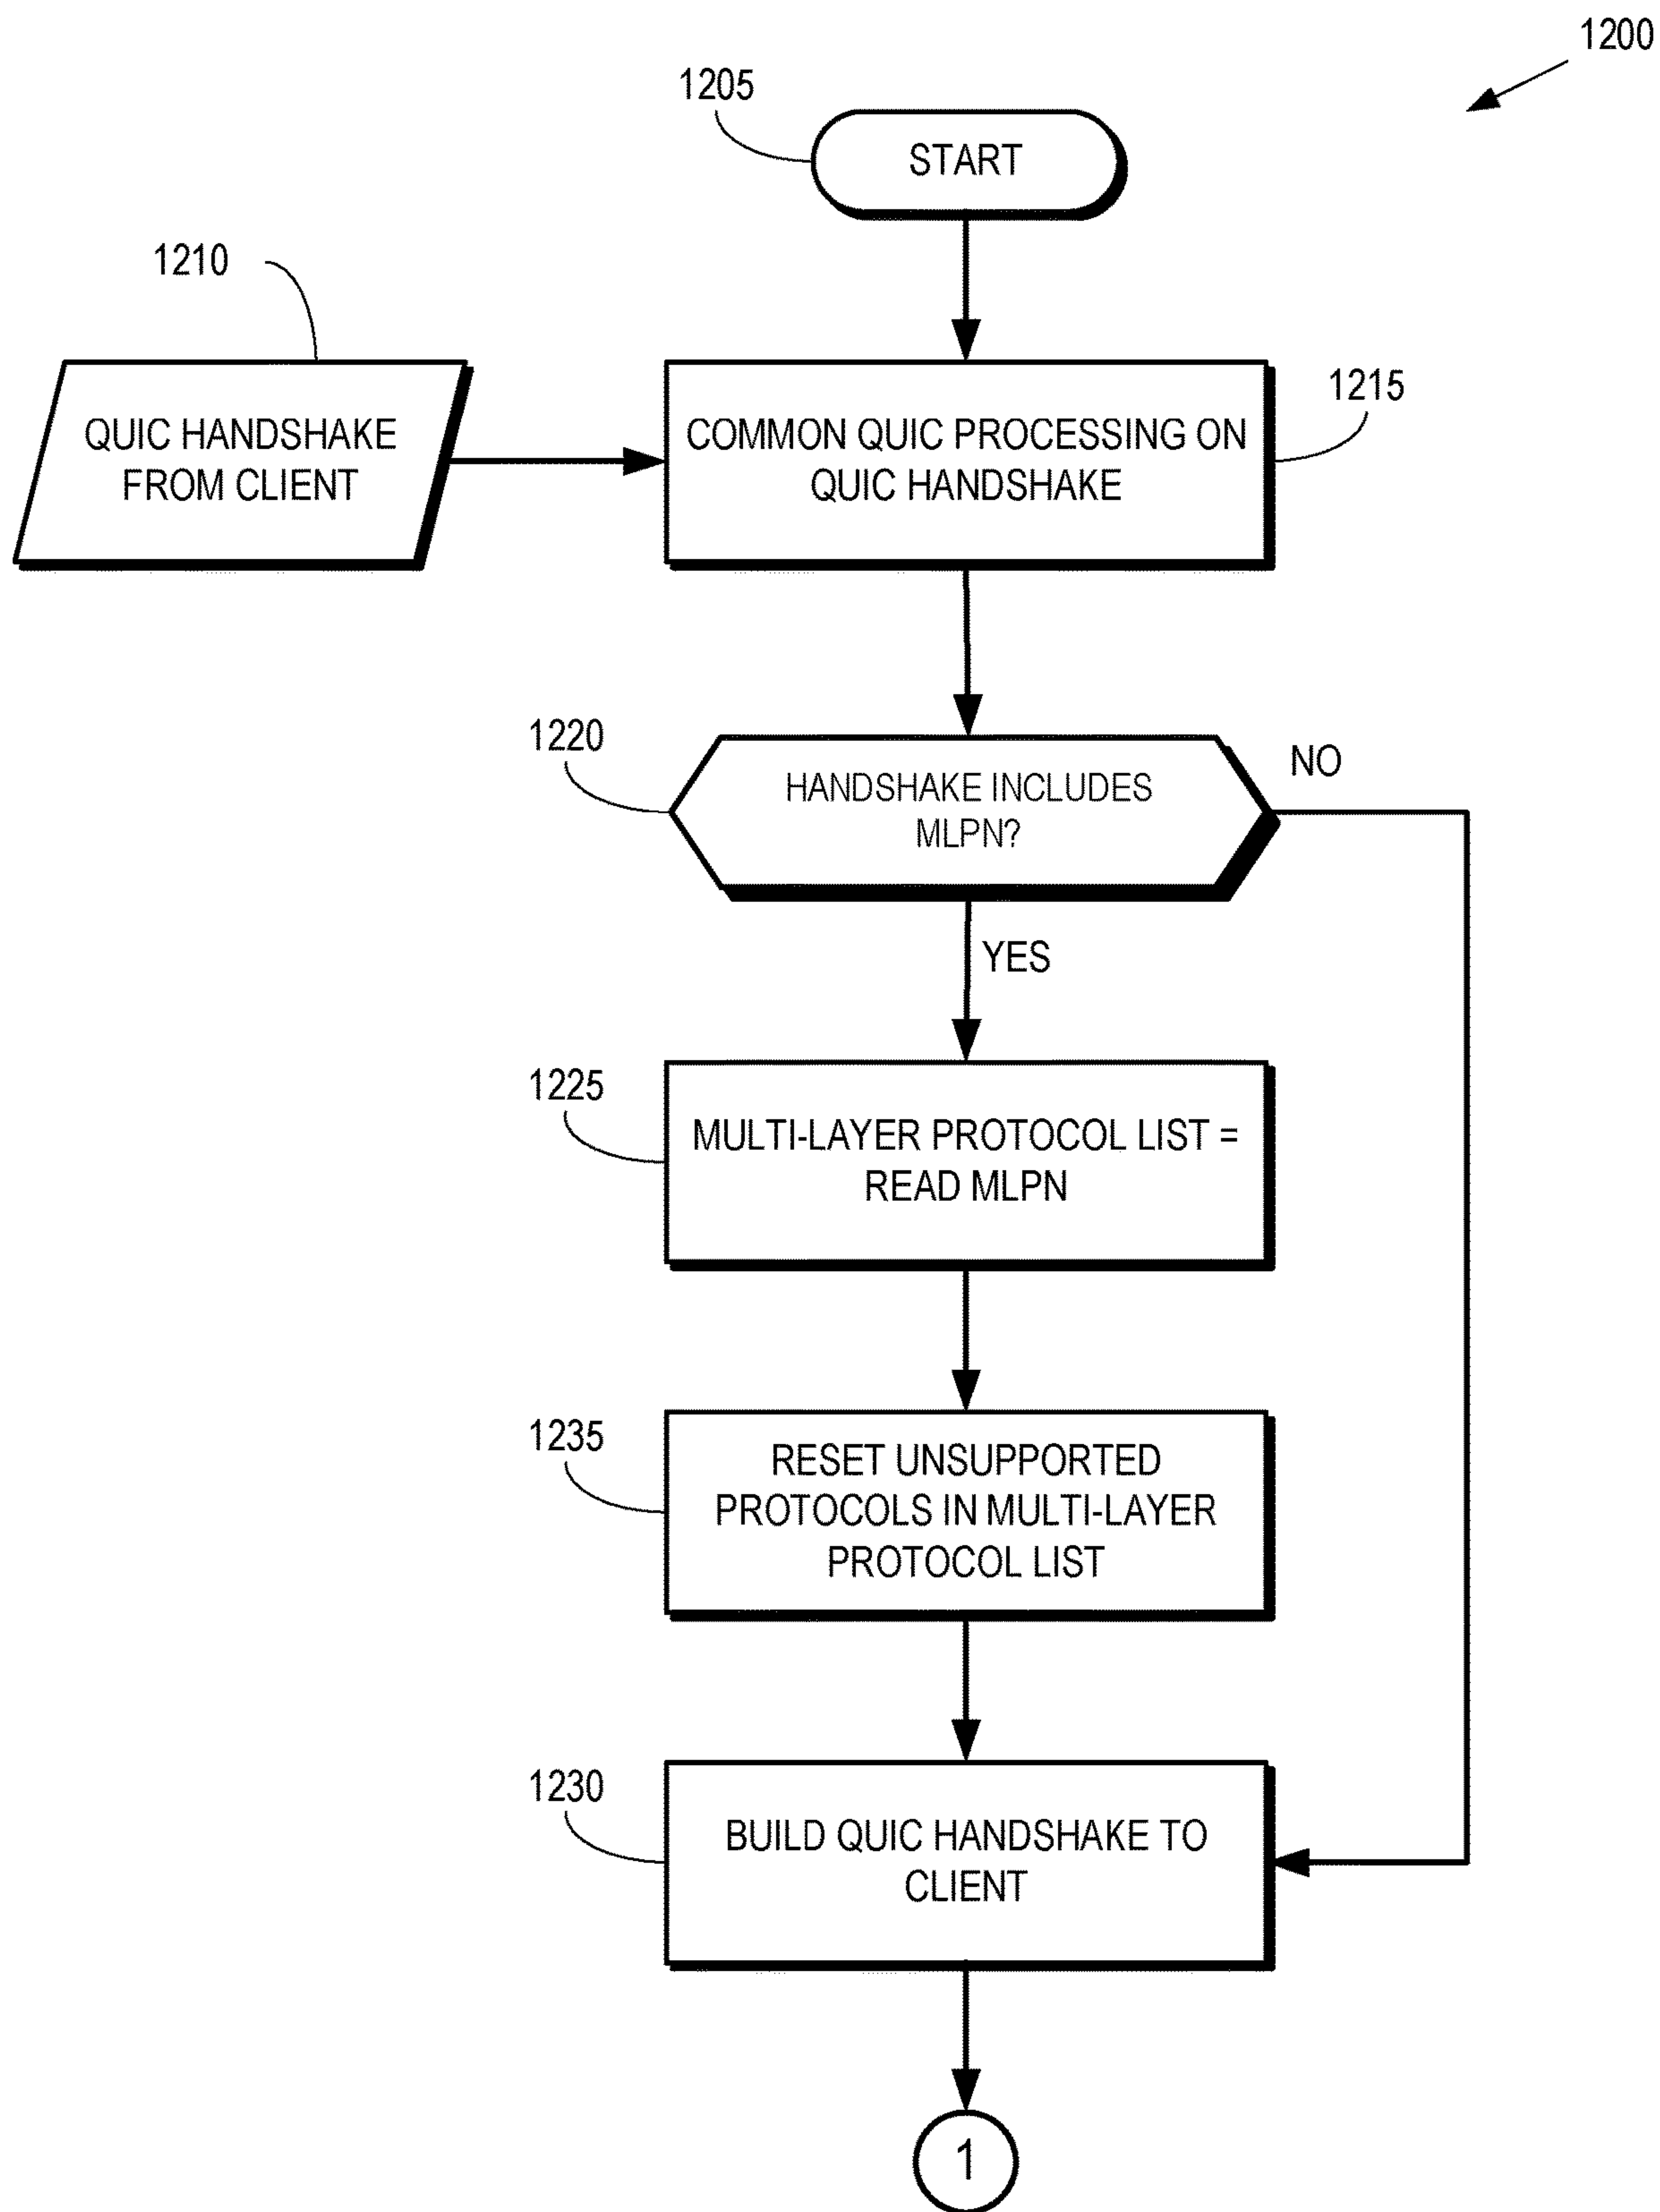 1200
1205
START
1210
QUIC HANDSHAKE
FROM CLIENT
COMMON QUIC PROCESSING ON
QUIC HANDSHAKE
1215
1220
HANDSHAKE INCLUDES
MLPN?
NO
YES
1225
MULTI-LAYER PROTOCOL LIST =
READ MLPN
1235
RESET UNSUPPORTED
PROTOCOLS IN MULTI-LAYER
PROTOCOL LIST
1230
BUILD QUIC HANDSHAKE TO
CLIENT
1